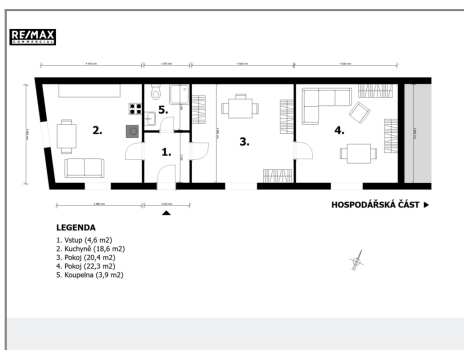 RE/MAX
COMMERCIAL
5.
2.
1.
3.
4.
HOSPODÁŘSKÁ ČÁST
LEGENDA
1. Vstup (4,6 m2)
2. Kuchyně (18,6 m2)
3. Pokoj (20,4 m2)
4. Pokoj (22,3 m2)
5. Koupelna (3,9 m2)